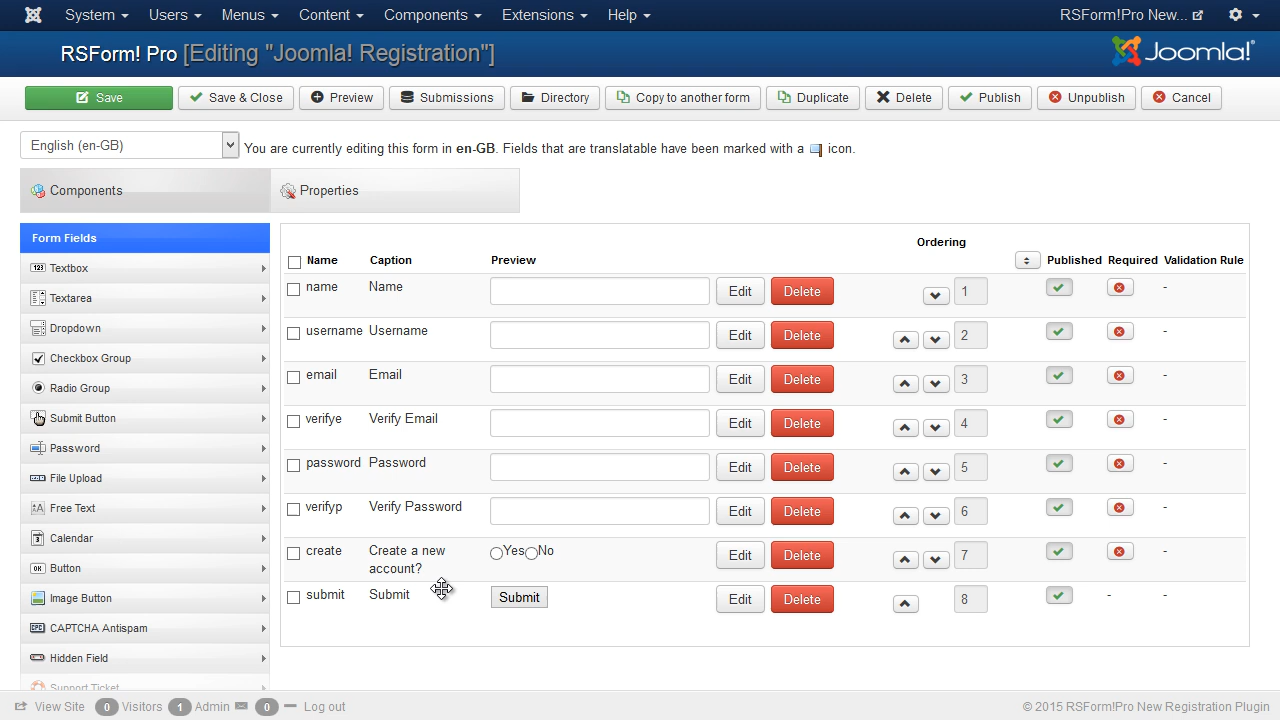 System Users Menus Content Components Extensions Help RSForm!Pro New...
RSForm! Pro [Editing "Joomla! Registration"] Joomla!®
Save Save & Close Preview Submissions Directory Copy to another form Duplicate Delete Publish Unpublish Cancel
English (en-GB) You are currently editing this form in en-GB. Fields that are translatable have been marked with a icon.
Components Properties
Form Fields
Textbox
Textarea
Dropdown
Checkbox Group
Radio Group
Submit Button
Password
File Upload
Free Text
Calendar
Button
Image Button
CAPTCHA Antispam
Hidden Field
Support Ticket
Ordering
Name Caption Preview Published Required Validation Rule
name Name Edit Delete 1 -
username Username Edit Delete 2 -
email Email Edit Delete 3 -
verifye Verify Email Edit Delete 4 -
password Password Edit Delete 5 -
verifyp Verify Password Edit Delete 6 -
create Create a new account? Yes No Edit Delete 7 -
submit Submit Submit Edit Delete 8 - -
View Site 0 Visitors 1 Admin 0 Log out © 2015 RSForm!Pro New Registration Plugin